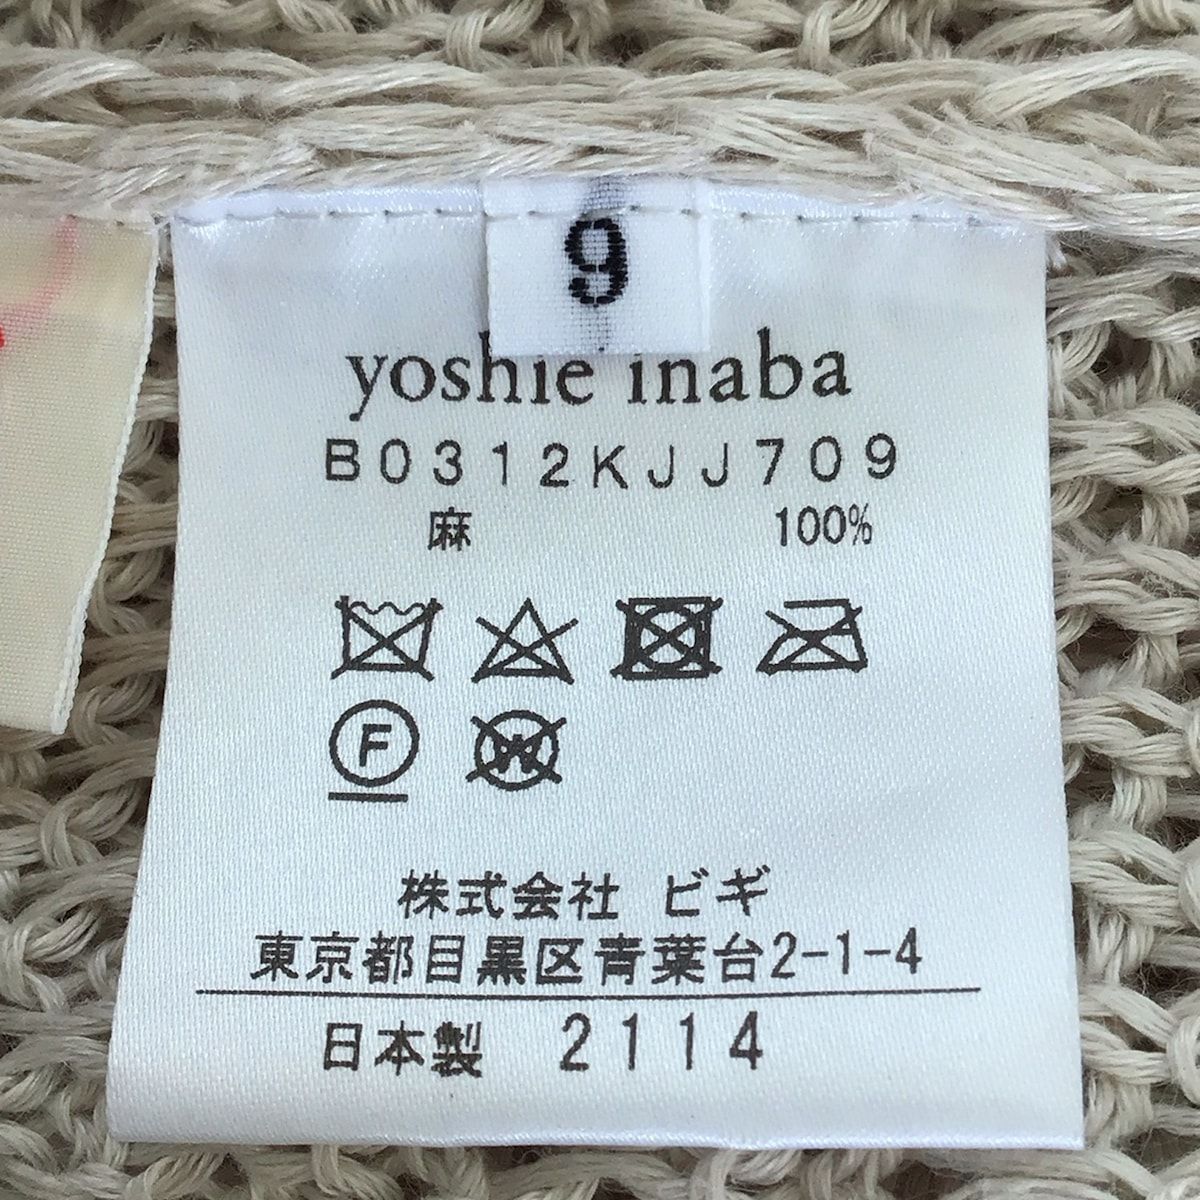 9
yoshie inaba
B0312KJJ709
麻 100%
F W
株式会社 ビギ
東京都目黒区青葉台2-1-4
日本製 2114